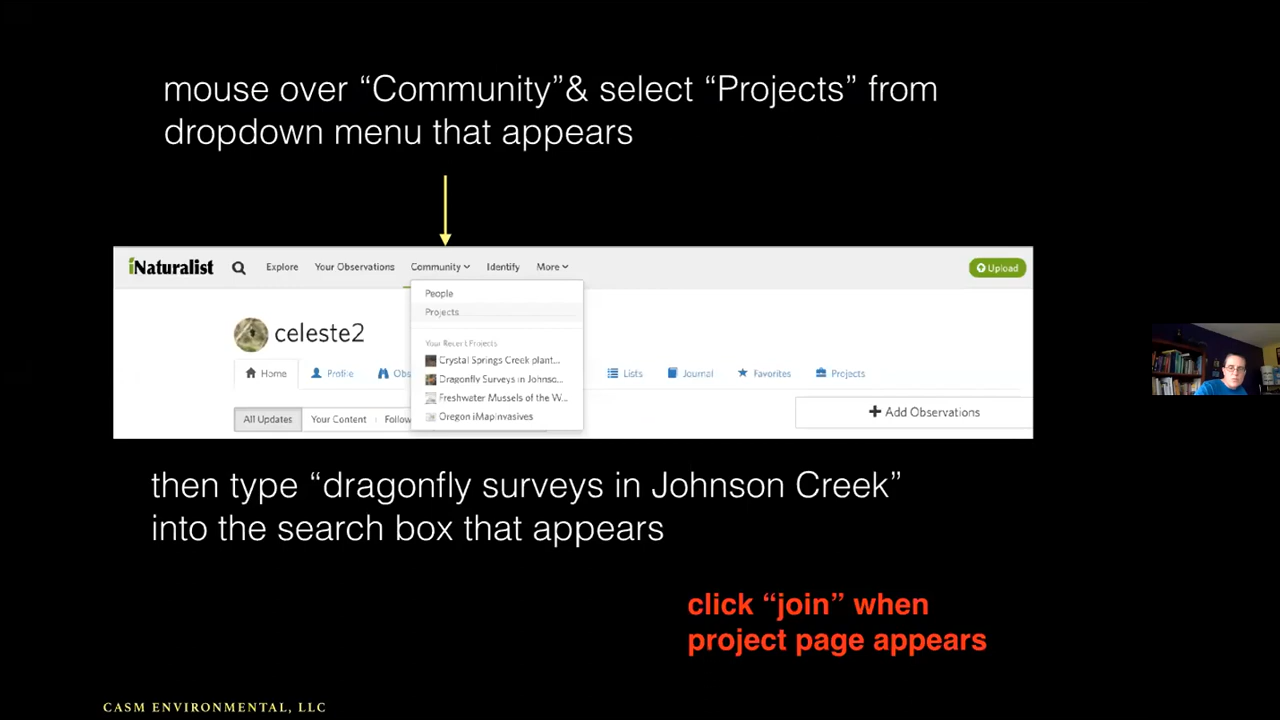 mouse over “Community”& select “Projects” from
dropdown menu that appears
iNaturalist Explore Your Observations Community Identify More Upload
People
Projects
celeste2
Your Recent Projects
Crystal Springs Creek plant...
Home Profile Obs Dragonfly Surveys in Johnso... Lists Journal Favorites Projects
Freshwater Mussels of the W...
All Updates Your Content Follow Oregon iMapInvasives Add Observations
then type “dragonfly surveys in Johnson Creek”
into the search box that appears
click “join” when
project page appears
CASM ENVIRONMENTAL, LLC